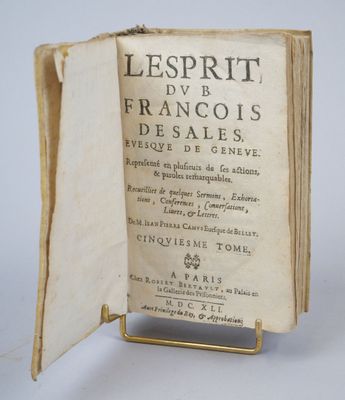 L'ESPRIT,
DV B.
FRANCOIS
DE SALES,
EVESQVE DE GENEVE.
Representé en plusieurs de ses actions,
& paroles remarquables.
Recueillies de quelques Sermons, Exhorta-
tions, Conferences, Conuersations,
Liures, & Lettres.
De M. IEAN PIERRE CAMVS Euesque de BELLEY.
CINQVIESME TOME.
A PARIS
Chez ROBERT BERTAVLT, au Palais en
la Gallerie des Prisonniers.
M. DC. XLI.
Auec Priuilege du Roy, & Approbation.